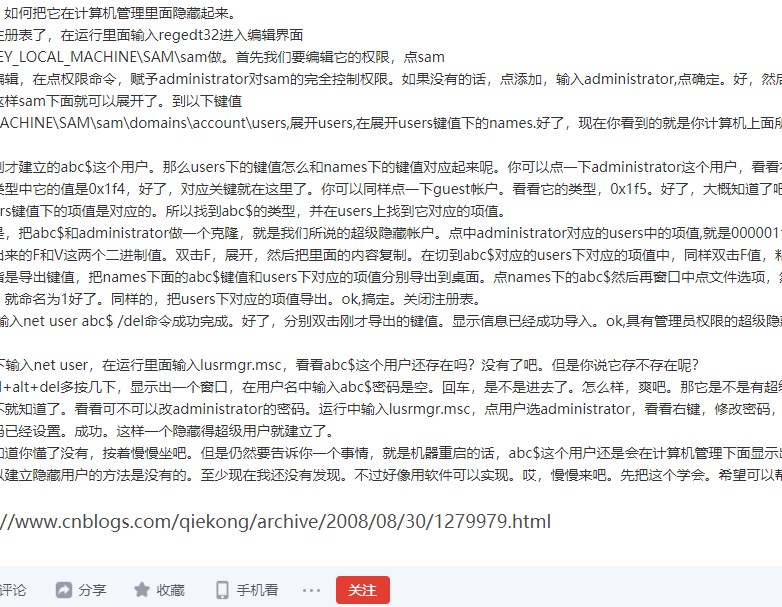 如何把它在计算机管理里面隐藏起来。
册表了，在运行里面输入regedt32进入编辑界面
EY_LOCAL_MACHINE\SAM\sam做。首先我们要编辑它的权限，点sam
编辑，在点权限命令，赋予administrator对sam的完全控制权限。如果没有的话，点添加，输入administrator,点确定。好，然后
这样sam下面就可以展开了。到以下键值
ACHINE\SAM\sam\domains\account\users,展开users,在展开users键值下的names.好了，现在你看到的就是你计算机上面所
刚才建立的abc$这个用户。那么users下的键值怎么和names下的键值对应起来呢。你可以点一下administrator这个用户，看看
类型中它的值是0x1f4，好了，对应关键就在这里了。你可以同样点一下guest帐户。看看它的类型，0x1f5。好了，大概知道了吧
rs键值下的项值是对应的。所以找到abc$的类型，并在users上找到它对应的项值。
是，把abc$和administrator做一个克隆，就是我们所说的超级隐藏帐户。点中administrator对应的users中的项值,就是000001
出来的F和V这两个二进制值。双击F，展开，然后把里面的内容复制。在切到abc$对应的users下的项值中，同样双击F值，粘
指是导出键值，把names下面的abc$键值和users下对应的项值分别导出到桌面。点names下的abc$然后再窗口中点文件选项，
就命名为1好了。同样的，把users下对应的项值导出。ok,搞定。关闭注册表。
输入net user abc$ /del命令成功完成。好了，分别双击刚才导出的键值。显示信息已经成功导入。ok,具有管理员权限的超级隐
下输入net user，在运行里面输入lusrmgr.msc，看看abc$这个用户还存在吗？没有了吧。但是你说它存不存在呢？
l+alt+del多按几下，显示出一个窗口，在用户名中输入abc$密码是空。回车，是不是进去了。怎么样，爽吧。那它是不是有超级
不就知道了。看看可不可以改administrator的密码。运行中输入lusrmgr.msc，点用户选administrator，看看右键，修改密码，
码已经设置。成功。这样一个隐藏得超级用户就建立了。
知道你懂了没有，按着慢慢坐吧。但是仍然要告诉你一个事情，就是机器重启的话，abc$这个用户还是会在计算机管理下面显示出
以建立隐藏用户的方法是没有的。至少现在我还没有发现。不过好像用软件可以实现。哎，慢慢来吧。先把这个学会。希望可以帮
//www.cnblogs.com/qiekong/archive/2008/08/30/1279979.html
评论 分享 收藏 手机看 ··· 关注